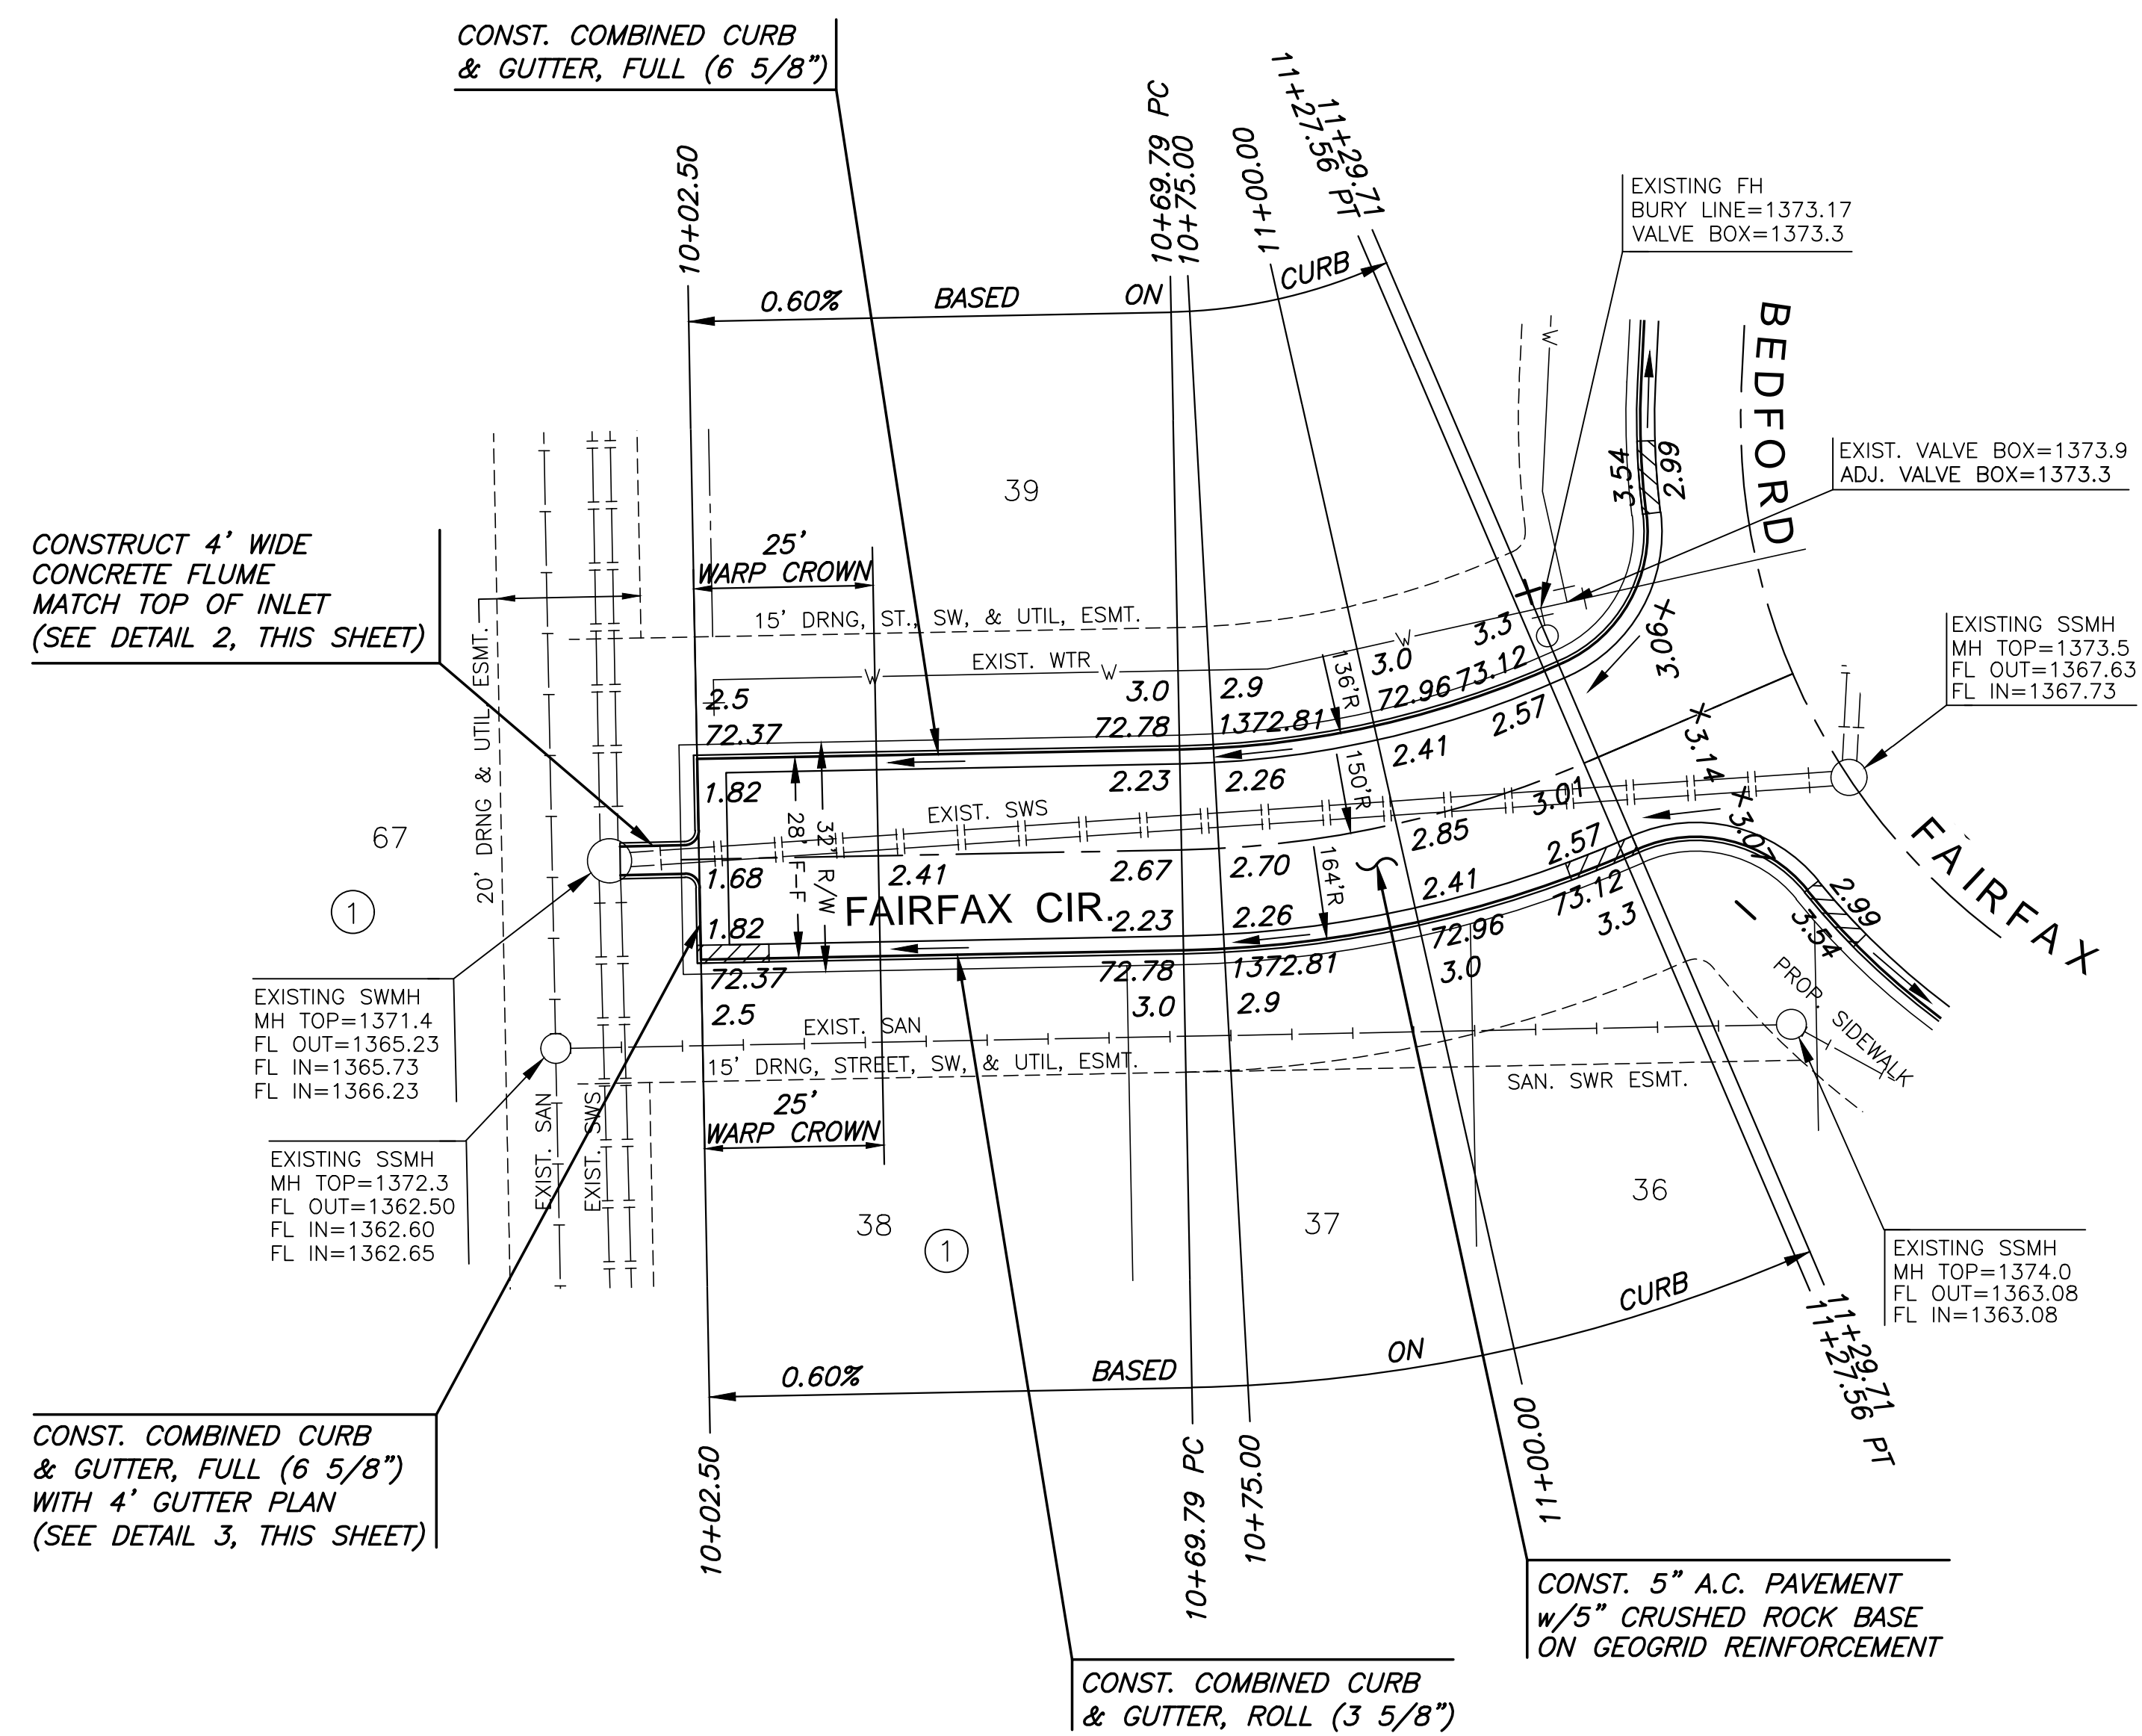 CONST. COMBINED CURB
& GUTTER, FULL (6 5/8")
10+02.50
10+69.79 PC
10+75.00
11+00.00
11+27.56 PT
11+29.71
EXISTING FH
BURY LINE=1373.17
VALVE BOX=1373.3
0.60% BASED ON CURB
BEDFORD
EXIST. VALVE BOX=1373.9
ADJ. VALVE BOX=1373.3
W
3.54
2.99
39
CONSTRUCT 4' WIDE
CONCRETE FLUME
MATCH TOP OF INLET
(SEE DETAIL 2, THIS SHEET)
25'
WARP CROWN
15' DRNG, ST., SW, & UTIL, ESMT.
EXIST. WTR
W
W
W
3.3
3.06
EXISTING SSMH
MH TOP=1373.5
FL OUT=1367.63
FL IN=1367.73
20' DRNG & UTIL. ESMT.
2.5
3.0
2.9
136'R
3.0
72.37
72.78
1372.81
72.96
73.12
1.82
2.23
2.26
2.41
2.57
3.14
28' F-F
32' R/W
EXIST. SWS
150'R
3.01
3.07
67
1
1.68
2.41
2.67
2.70
2.85
2.57
FAIRFAX CIR.
FAIRFAX
1.82
2.23
2.26
164'R
2.41
73.12
2.99
3.54
72.37
72.78
1372.81
72.96
3.3
2.5
3.0
2.9
3.0
PROP. SIDEWALK
EXISTING SWMH
MH TOP=1371.4
FL OUT=1365.23
FL IN=1365.73
FL IN=1366.23
EXIST. SAN
15' DRNG, STREET, SW, & UTIL, ESMT.
SAN. SWR ESMT.
EXIST. SAN
EXIST. SWS
25'
WARP CROWN
EXISTING SSMH
MH TOP=1372.3
FL OUT=1362.50
FL IN=1362.60
FL IN=1362.65
38
1
37
36
EXISTING SSMH
MH TOP=1374.0
FL OUT=1363.08
FL IN=1363.08
0.60% BASED ON CURB
10+02.50
10+69.79 PC
10+75.00
11+00.00
11+27.56 PT
11+29.71
CONST. COMBINED CURB
& GUTTER, FULL (6 5/8")
WITH 4' GUTTER PLAN
(SEE DETAIL 3, THIS SHEET)
CONST. 5" A.C. PAVEMENT
w/5" CRUSHED ROCK BASE
ON GEOGRID REINFORCEMENT
CONST. COMBINED CURB
& GUTTER, ROLL (3 5/8")